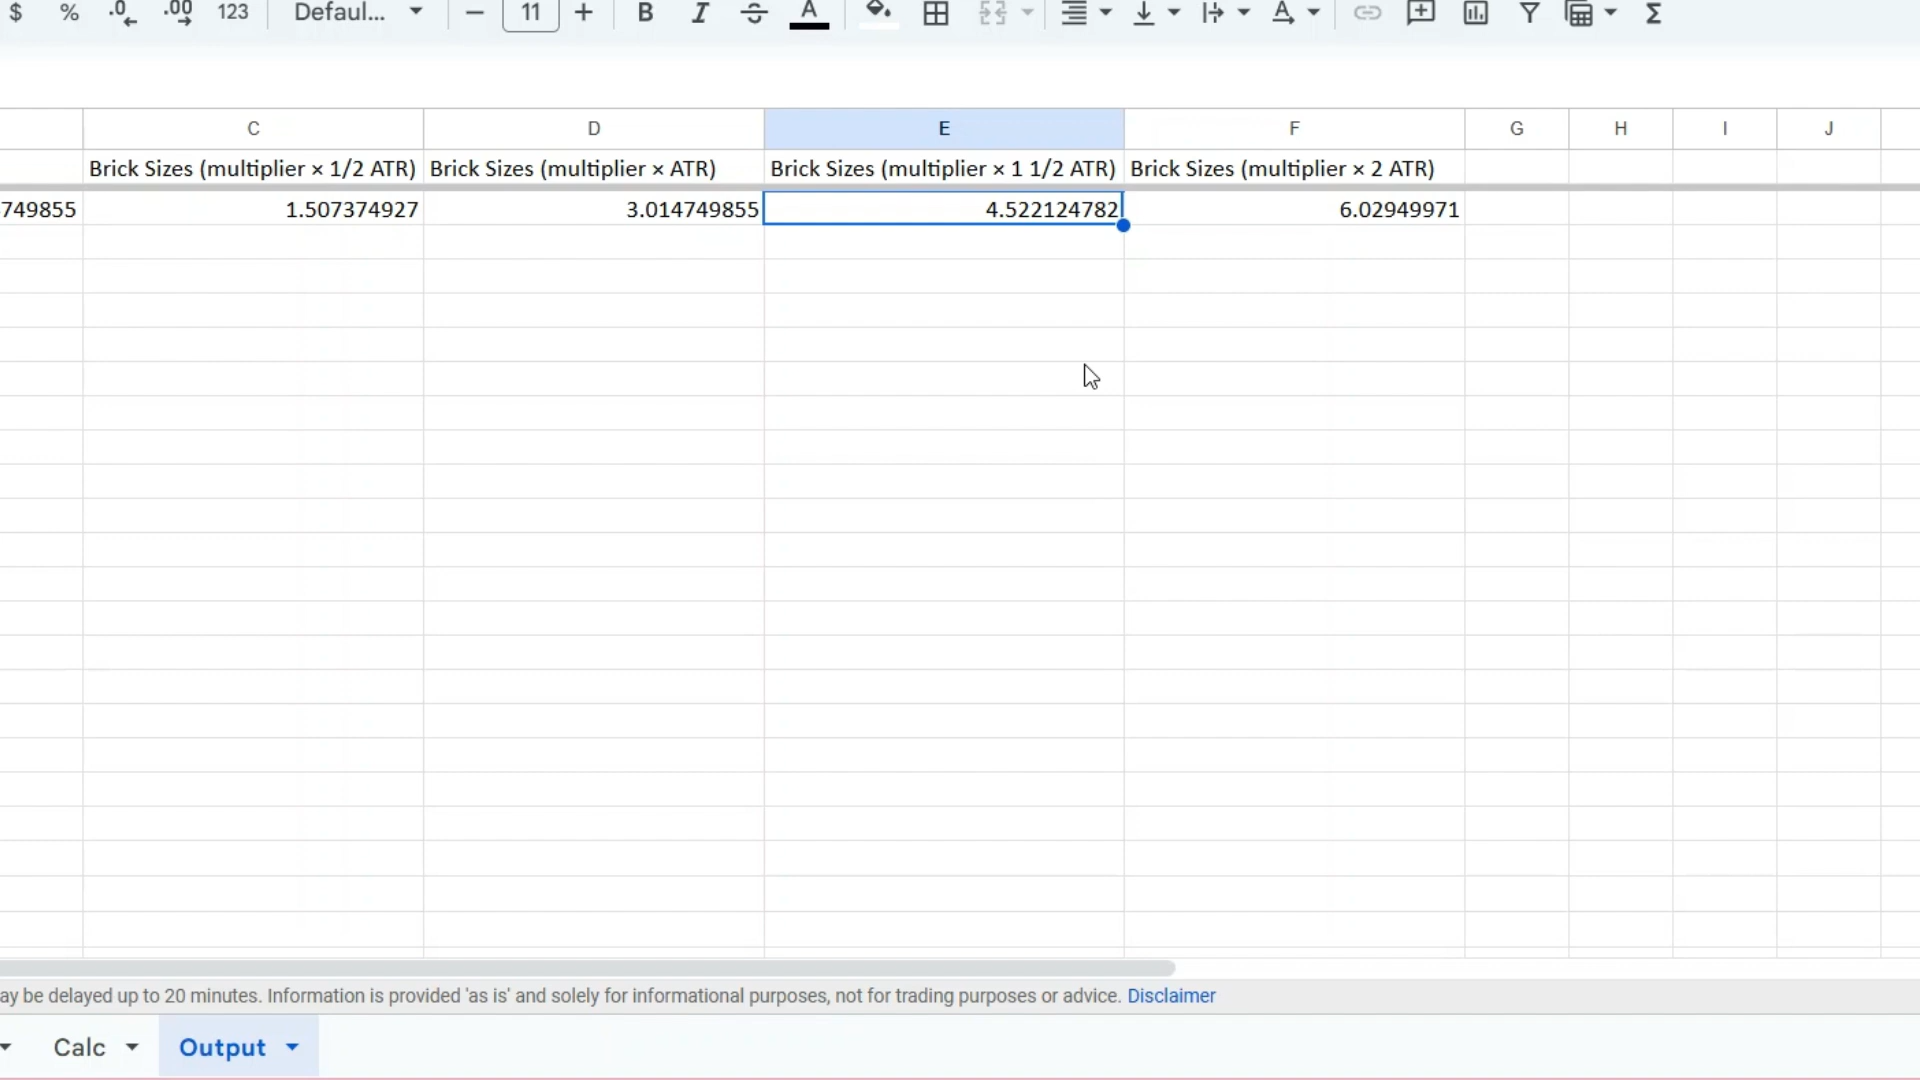 $ % .0 .00 123 Defaul... 11 B I A A Σ
C D E F G H I J
Brick Sizes (multiplier × 1/2 ATR) Brick Sizes (multiplier × ATR) Brick Sizes (multiplier × 1 1/2 ATR) Brick Sizes (multiplier × 2 ATR)
749855 1.507374927 3.014749855 4.522124782 6.02949971
ay be delayed up to 20 minutes. Information is provided 'as is' and solely for informational purposes, not for trading purposes or advice. Disclaimer
Calc Output